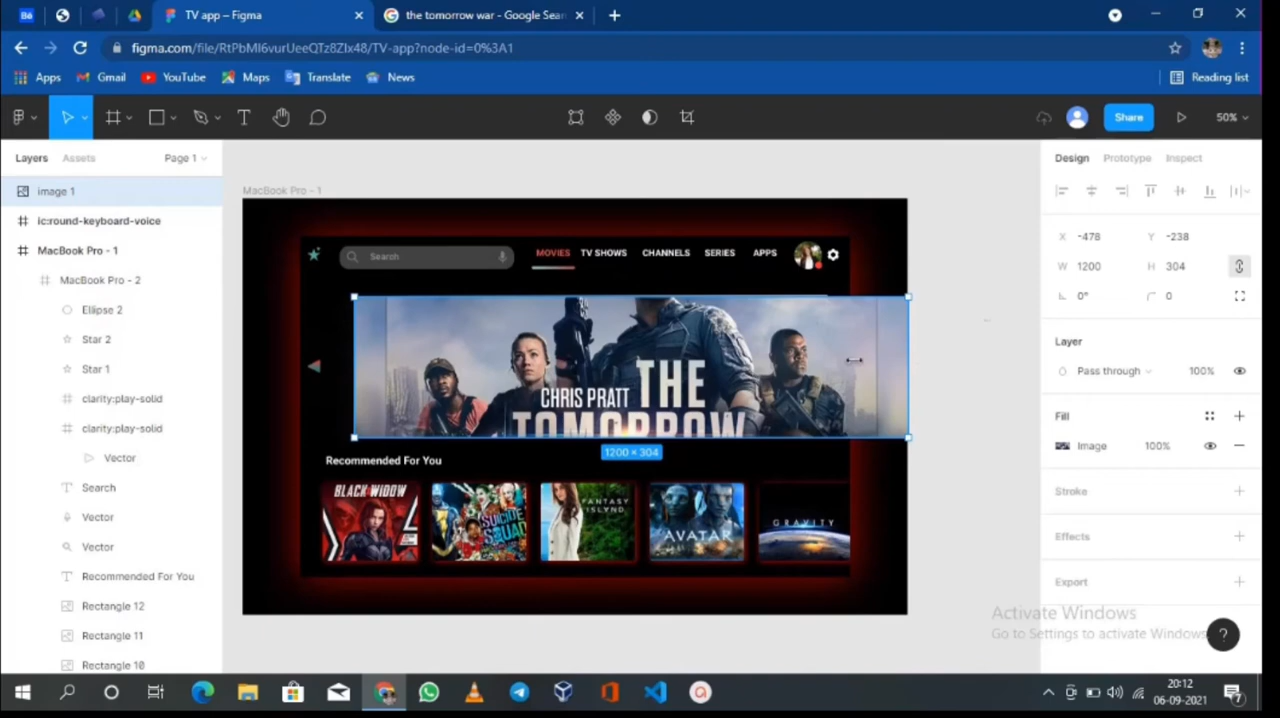 Bē
TV app – Figma
the tomorrow war - Google Sear
figma.com/file/RtPbMl6vurUeeQTz8Zlx48/TV-app?node-id=0%3A1
Apps
Gmail
YouTube
Maps
Translate
News
Reading list
Share
50%
Layers
Assets
Page 1
image 1
ic:round-keyboard-voice
MacBook Pro - 1
MacBook Pro - 2
Ellipse 2
Star 2
Star 1
clarity:play-solid
clarity:play-solid
Vector
Search
Vector
Vector
Recommended For You
Rectangle 12
Rectangle 11
Rectangle 10
MacBook Pro - 1
Search
MOVIES
TV SHOWS
CHANNELS
SERIES
APPS
CHRIS PRATT
THE
TOMORROW
1200 × 304
Recommended For You
BLACK WIDOW
SUICIDE
SQUAD
FANTASY
ISLAND
AVATAR
GRAVITY
Design
Prototype
Inspect
X -478
Y -238
W 1200
H 304
0°
0
Layer
Pass through
100%
Fill
Image
100%
Stroke
Effects
Export
Activate Windows
Go to Settings to activate Windows
?
20:12
06-09-2021
7